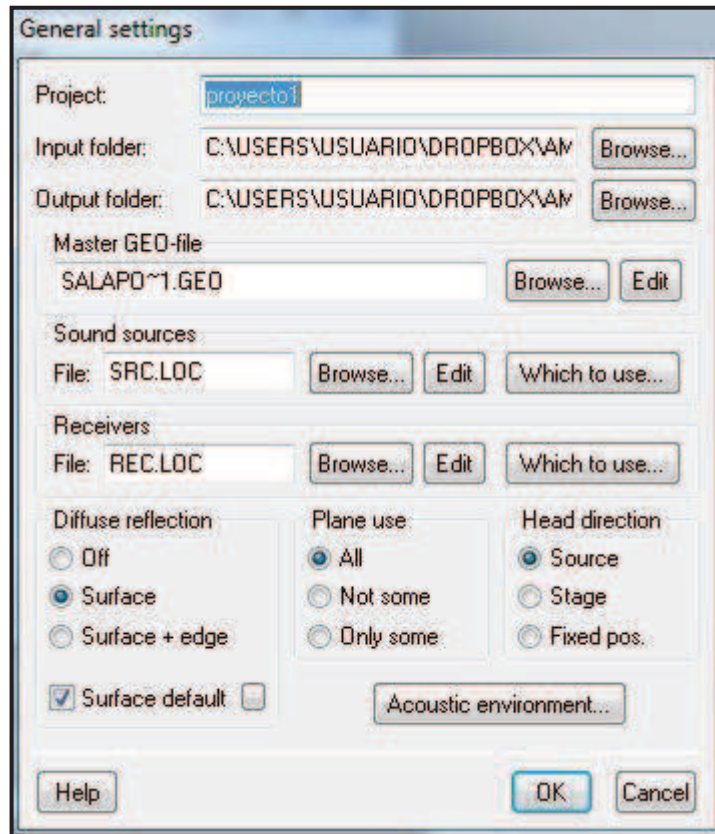 General settings
Project: proyecto1
Input folder: C:\USERS\USUARIO\DROPBOX\AM Browse...
Output folder: C:\USERS\USUARIO\DROPBOX\AM Browse...
Master GEO-file
SALAPO~1.GEO Browse... Edit
Sound sources
File: SRC.LOC Browse... Edit Which to use...
Receivers
File: REC.LOC Browse... Edit Which to use...
Diffuse reflection Plane use Head direction
Off All Source
Surface Not some Stage
Surface + edge Only some Fixed pos.
Surface default Acoustic environment...
Help OK Cancel